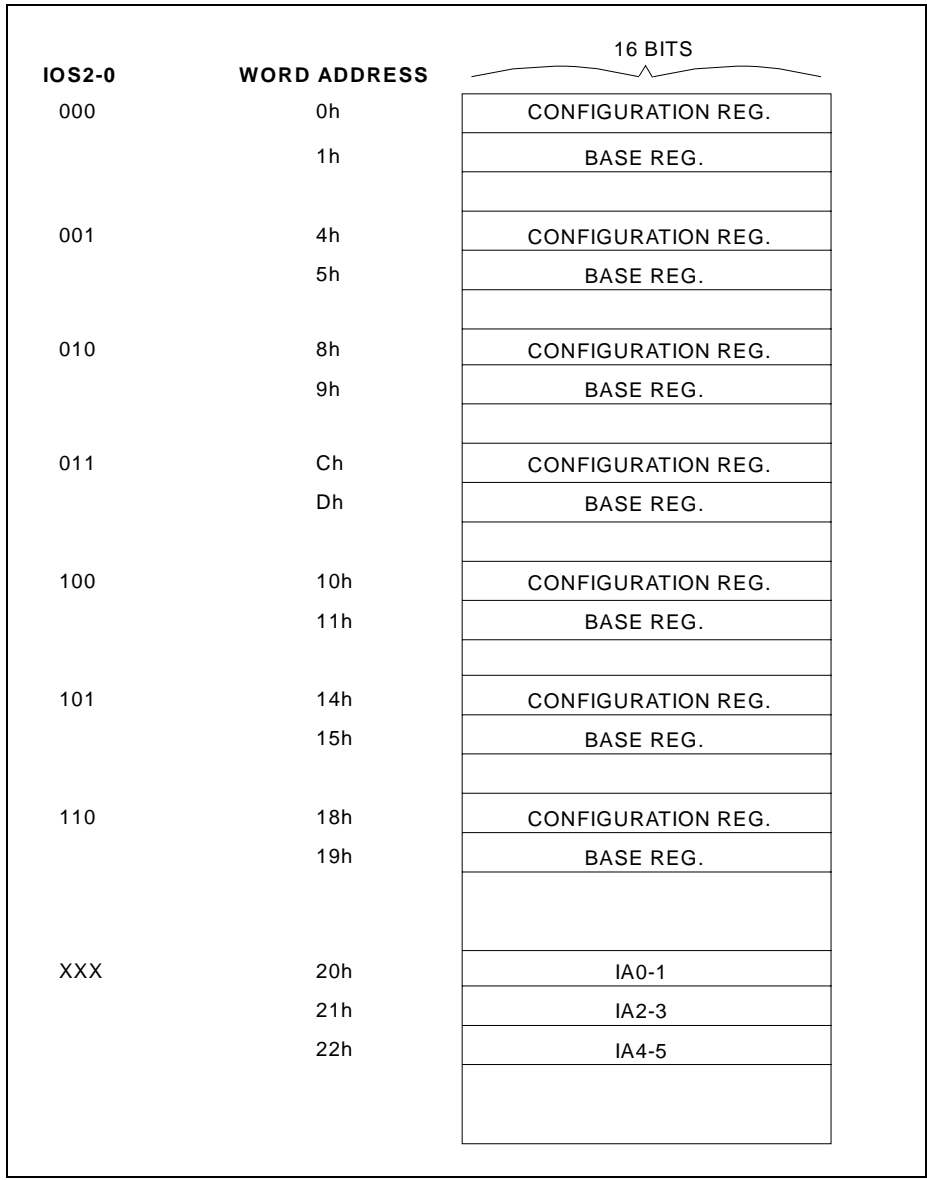 16 BITS
IOS2-0 WORD ADDRESS
000 0h CONFIGURATION REG.
1h BASE REG.
001 4h CONFIGURATION REG.
5h BASE REG.
010 8h CONFIGURATION REG.
9h BASE REG.
011 Ch CONFIGURATION REG.
Dh BASE REG.
100 10h CONFIGURATION REG.
11h BASE REG.
101 14h CONFIGURATION REG.
15h BASE REG.
110 18h CONFIGURATION REG.
19h BASE REG.
XXX 20h IA0-1
21h IA2-3
22h IA4-5